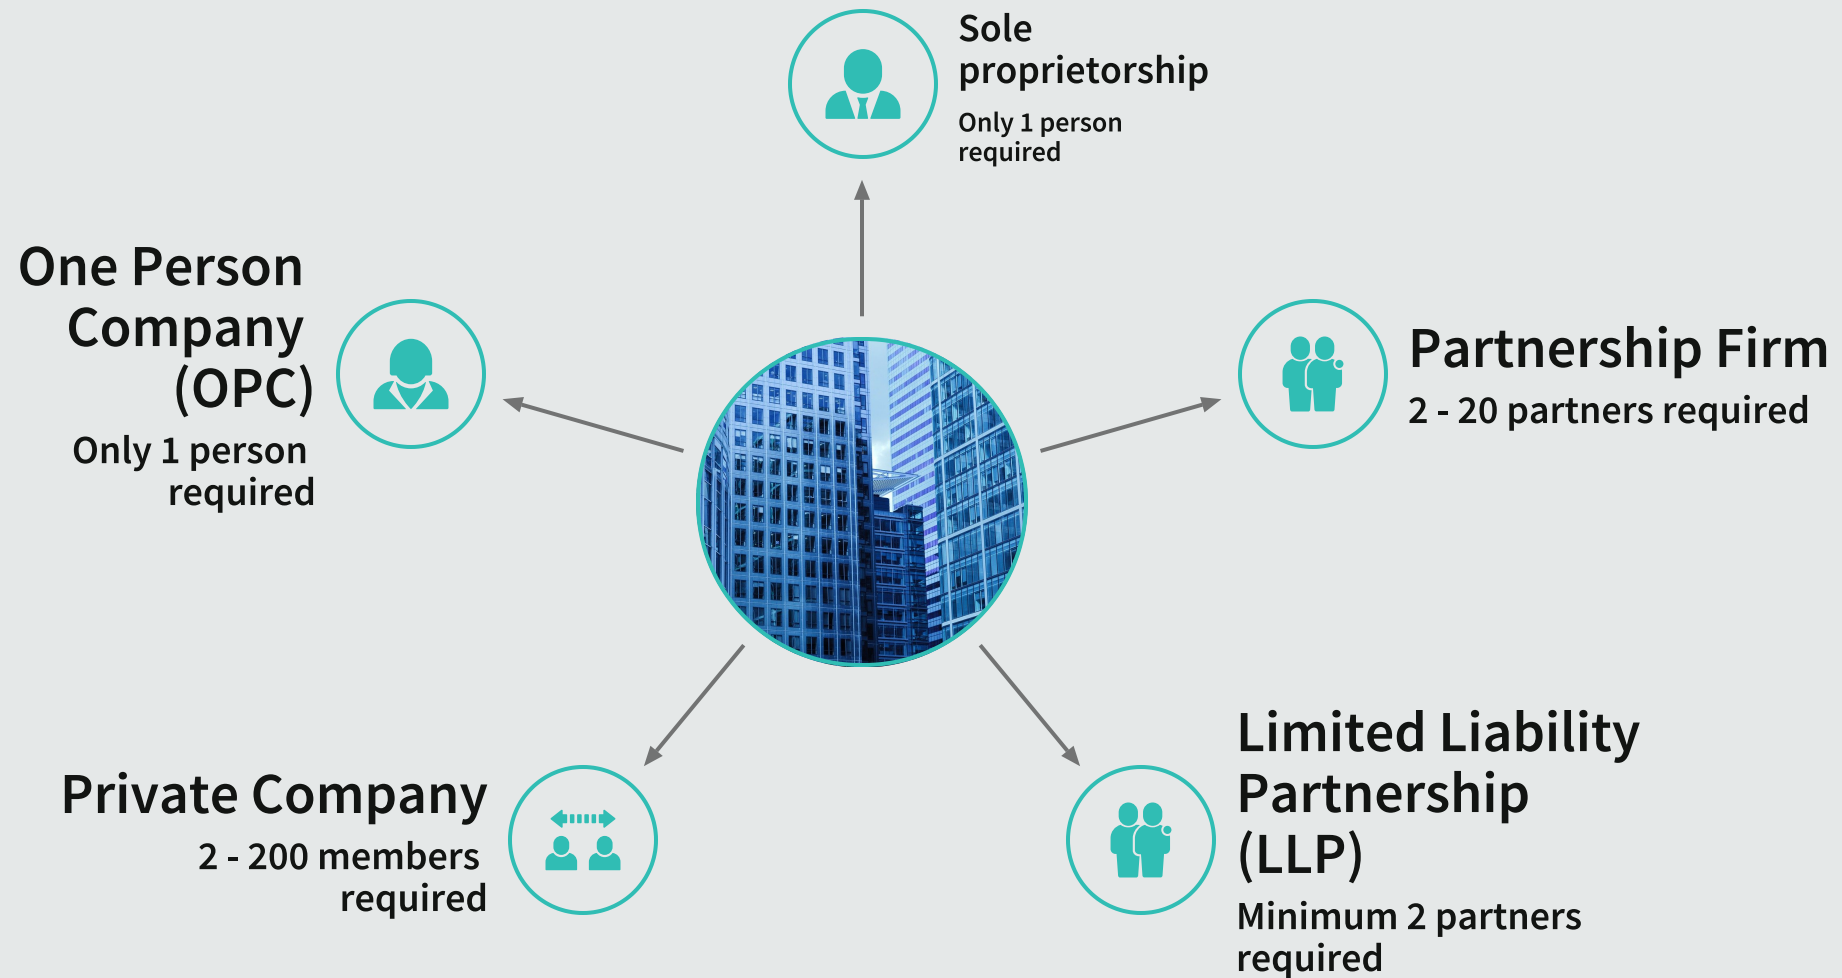 Sole
proprietorship
Only 1 person
required
One Person
Company
(OPC)
Only 1 person
required
Partnership Firm
2 - 20 partners required
Private Company
2 - 200 members
required
Limited Liability
Partnership
(LLP)
Minimum 2 partners
required